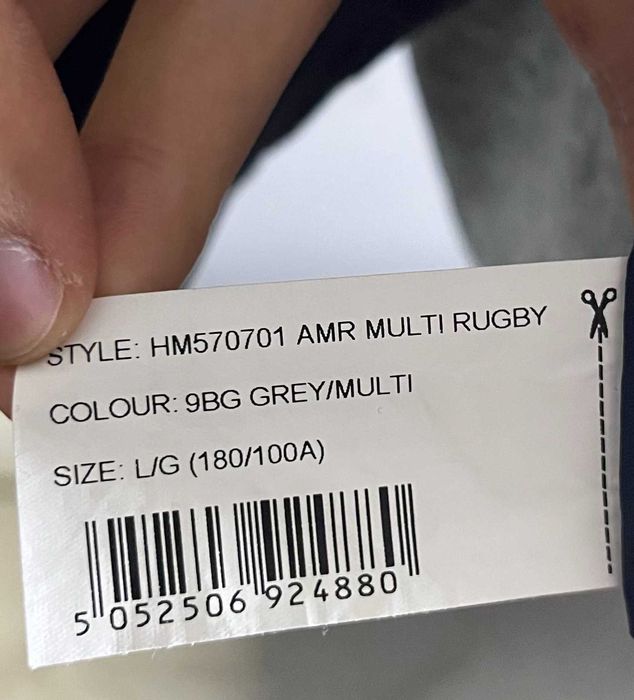 STYLE: HM570701 AMR MULTI RUGBY
COLOUR: 9BG GREY/MULTI
SIZE: L/G (180/100A)
5 052506 924880